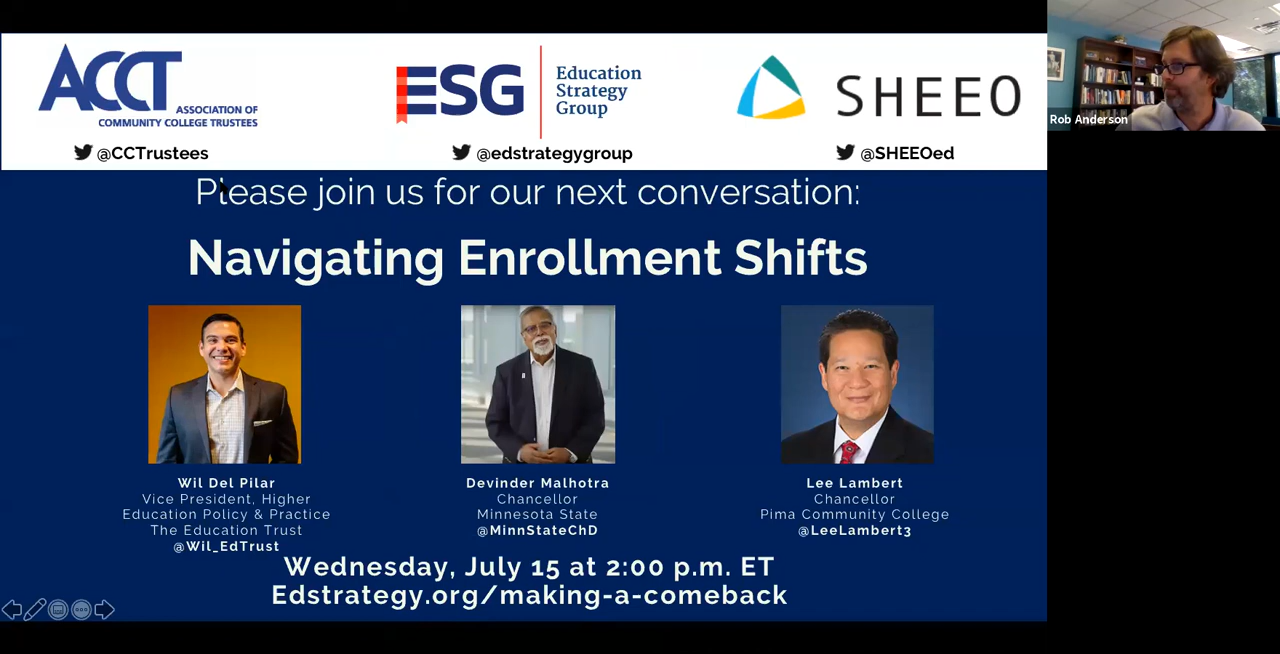 ACCT
ASSOCIATION OF
COMMUNITY COLLEGE TRUSTEES
@CCTrustees
ESG
Education
Strategy
Group
@edstrategygroup
SHEEO
@SHEEOed
Rob Anderson
Please join us for our next conversation:
Navigating Enrollment Shifts
Wil Del Pilar
Vice President, Higher
Education Policy & Practice
The Education Trust
@Wil_EdTrust
Devinder Malhotra
Chancellor
Minnesota State
@MinnStateChD
Lee Lambert
Chancellor
Pima Community College
@LeeLambert3
Wednesday, July 15 at 2:00 p.m. ET
Edstrategy.org/making-a-comeback